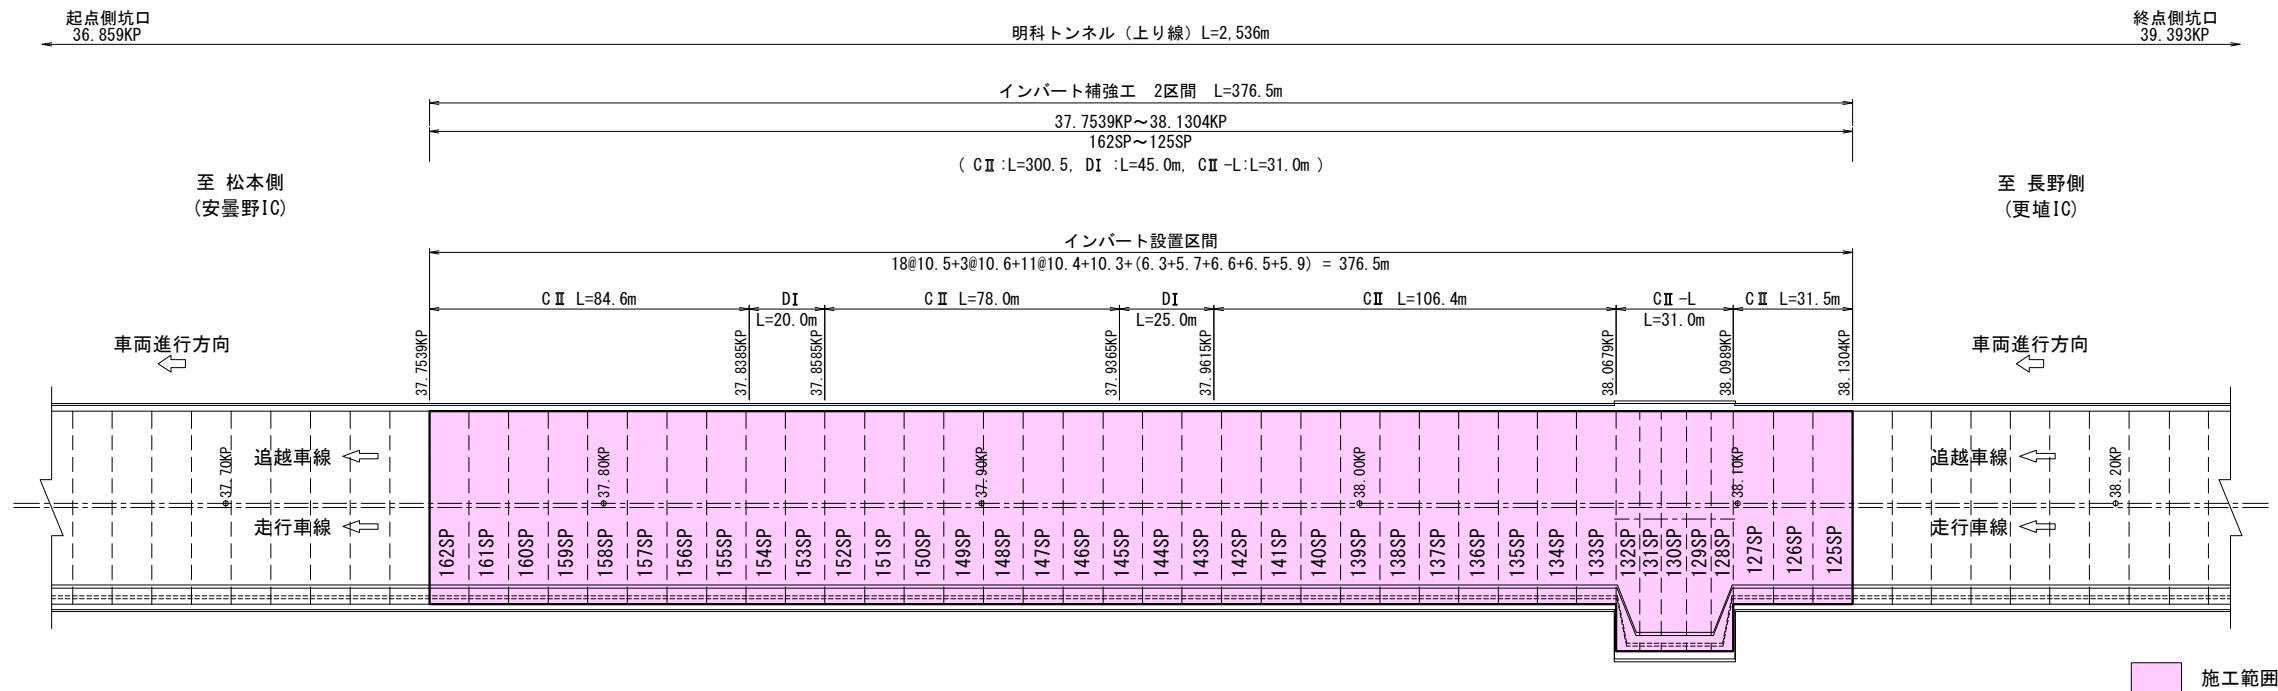 起点側坑口
36.859KP
明科トンネル（上り線）L=2,536m
終点側坑口
39.393KP
インバート補強工　2区間　L=376.5m
37.7539KP～38.1304KP
162SP～125SP
( CⅡ:L=300.5, DⅠ:L=45.0m, CⅡ-L:L=31.0m )
至 松本側
(安曇野IC)
至 長野側
(更埴IC)
インバート設置区間
18@10.5+3@10.6+11@10.4+10.3+(6.3+5.7+6.6+6.5+5.9) = 376.5m
CⅡ L=84.6m
DⅠ
L=20.0m
CⅡ L=78.0m
DⅠ
L=25.0m
CⅡ L=106.4m
CⅡ-L
L=31.0m
CⅡ L=31.5m
車両進行方向
37.7539KP
37.8385KP
37.8585KP
37.9365KP
37.9615KP
38.0679KP
38.0989KP
38.1304KP
車両進行方向
追越車線
37.70KP
37.80KP
37.90KP
38.00KP
38.10KP
追越車線
38.20KP
走行車線
162SP
161SP
160SP
159SP
158SP
157SP
156SP
155SP
154SP
153SP
152SP
151SP
150SP
149SP
148SP
147SP
146SP
145SP
144SP
143SP
142SP
141SP
140SP
139SP
138SP
137SP
136SP
135SP
134SP
133SP
132SP
131SP
130SP
129SP
128SP
127SP
126SP
125SP
走行車線
施工範囲